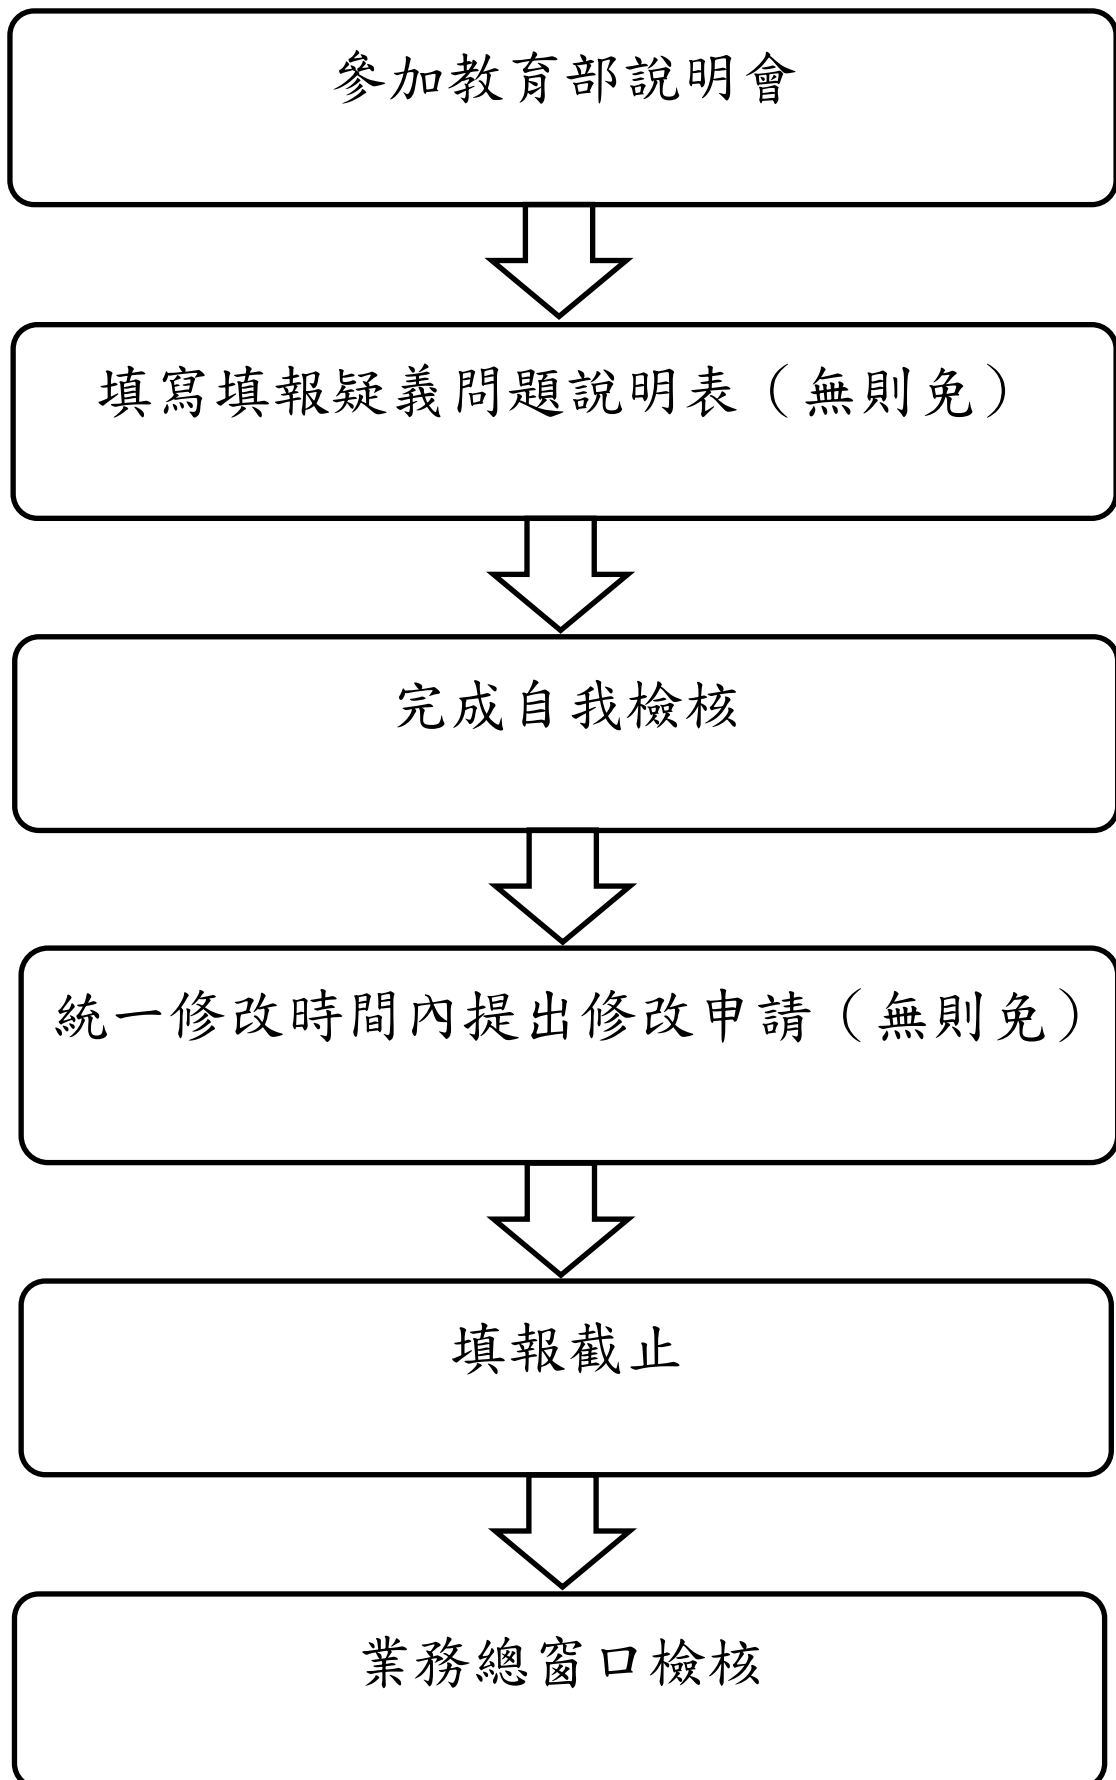 參加教育部說明會
填寫填報疑義問題說明表（無則免）
完成自我檢核
統一修改時間內提出修改申請（無則免）
填報截止
業務總窗口檢核